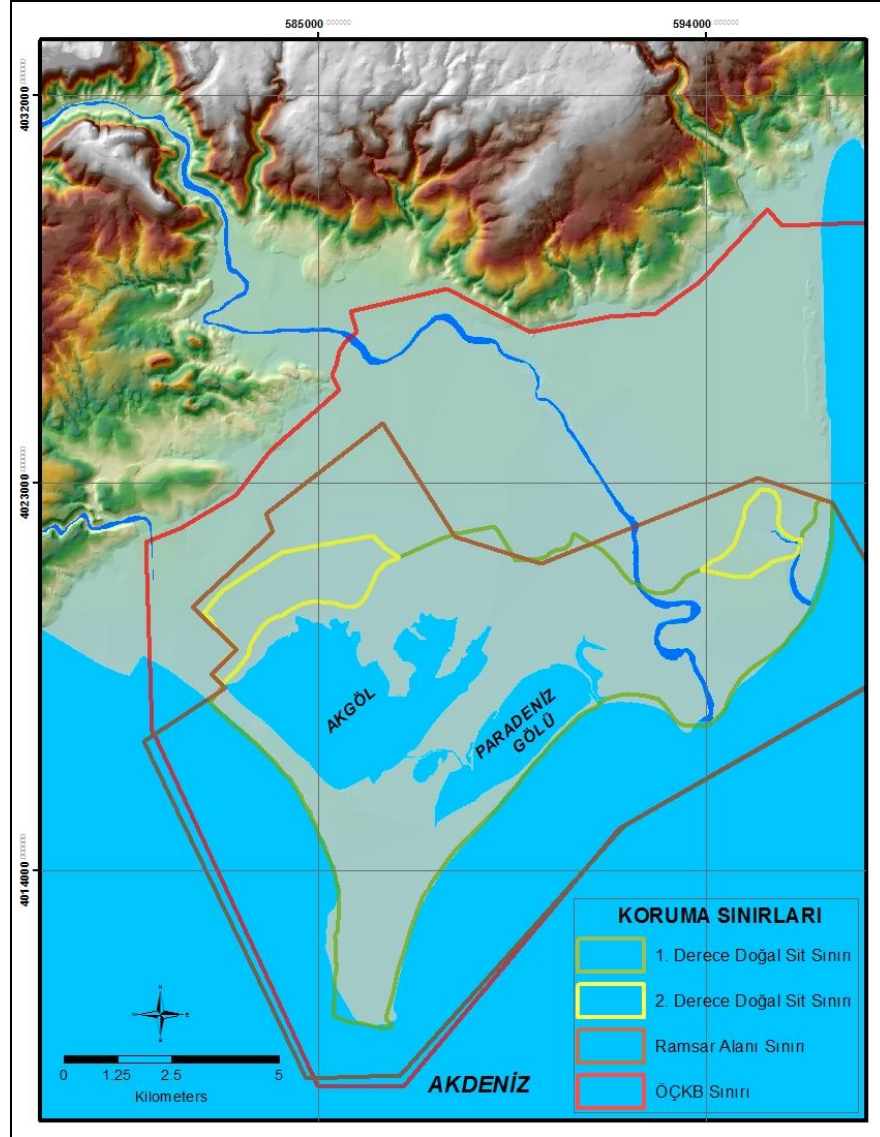 585000
594000
4032000
4023000
4014000
AKGÖL
PARADENİZ
GÖLÜ
AKDENİZ
0 1.25 2.5 5
Kilometers
KORUMA SINIRLARI
1. Derece Doğal Sit Sınırı
2. Derece Doğal Sit Sınırı
Ramsar Alanı Sınırı
ÖÇKB Sınırı